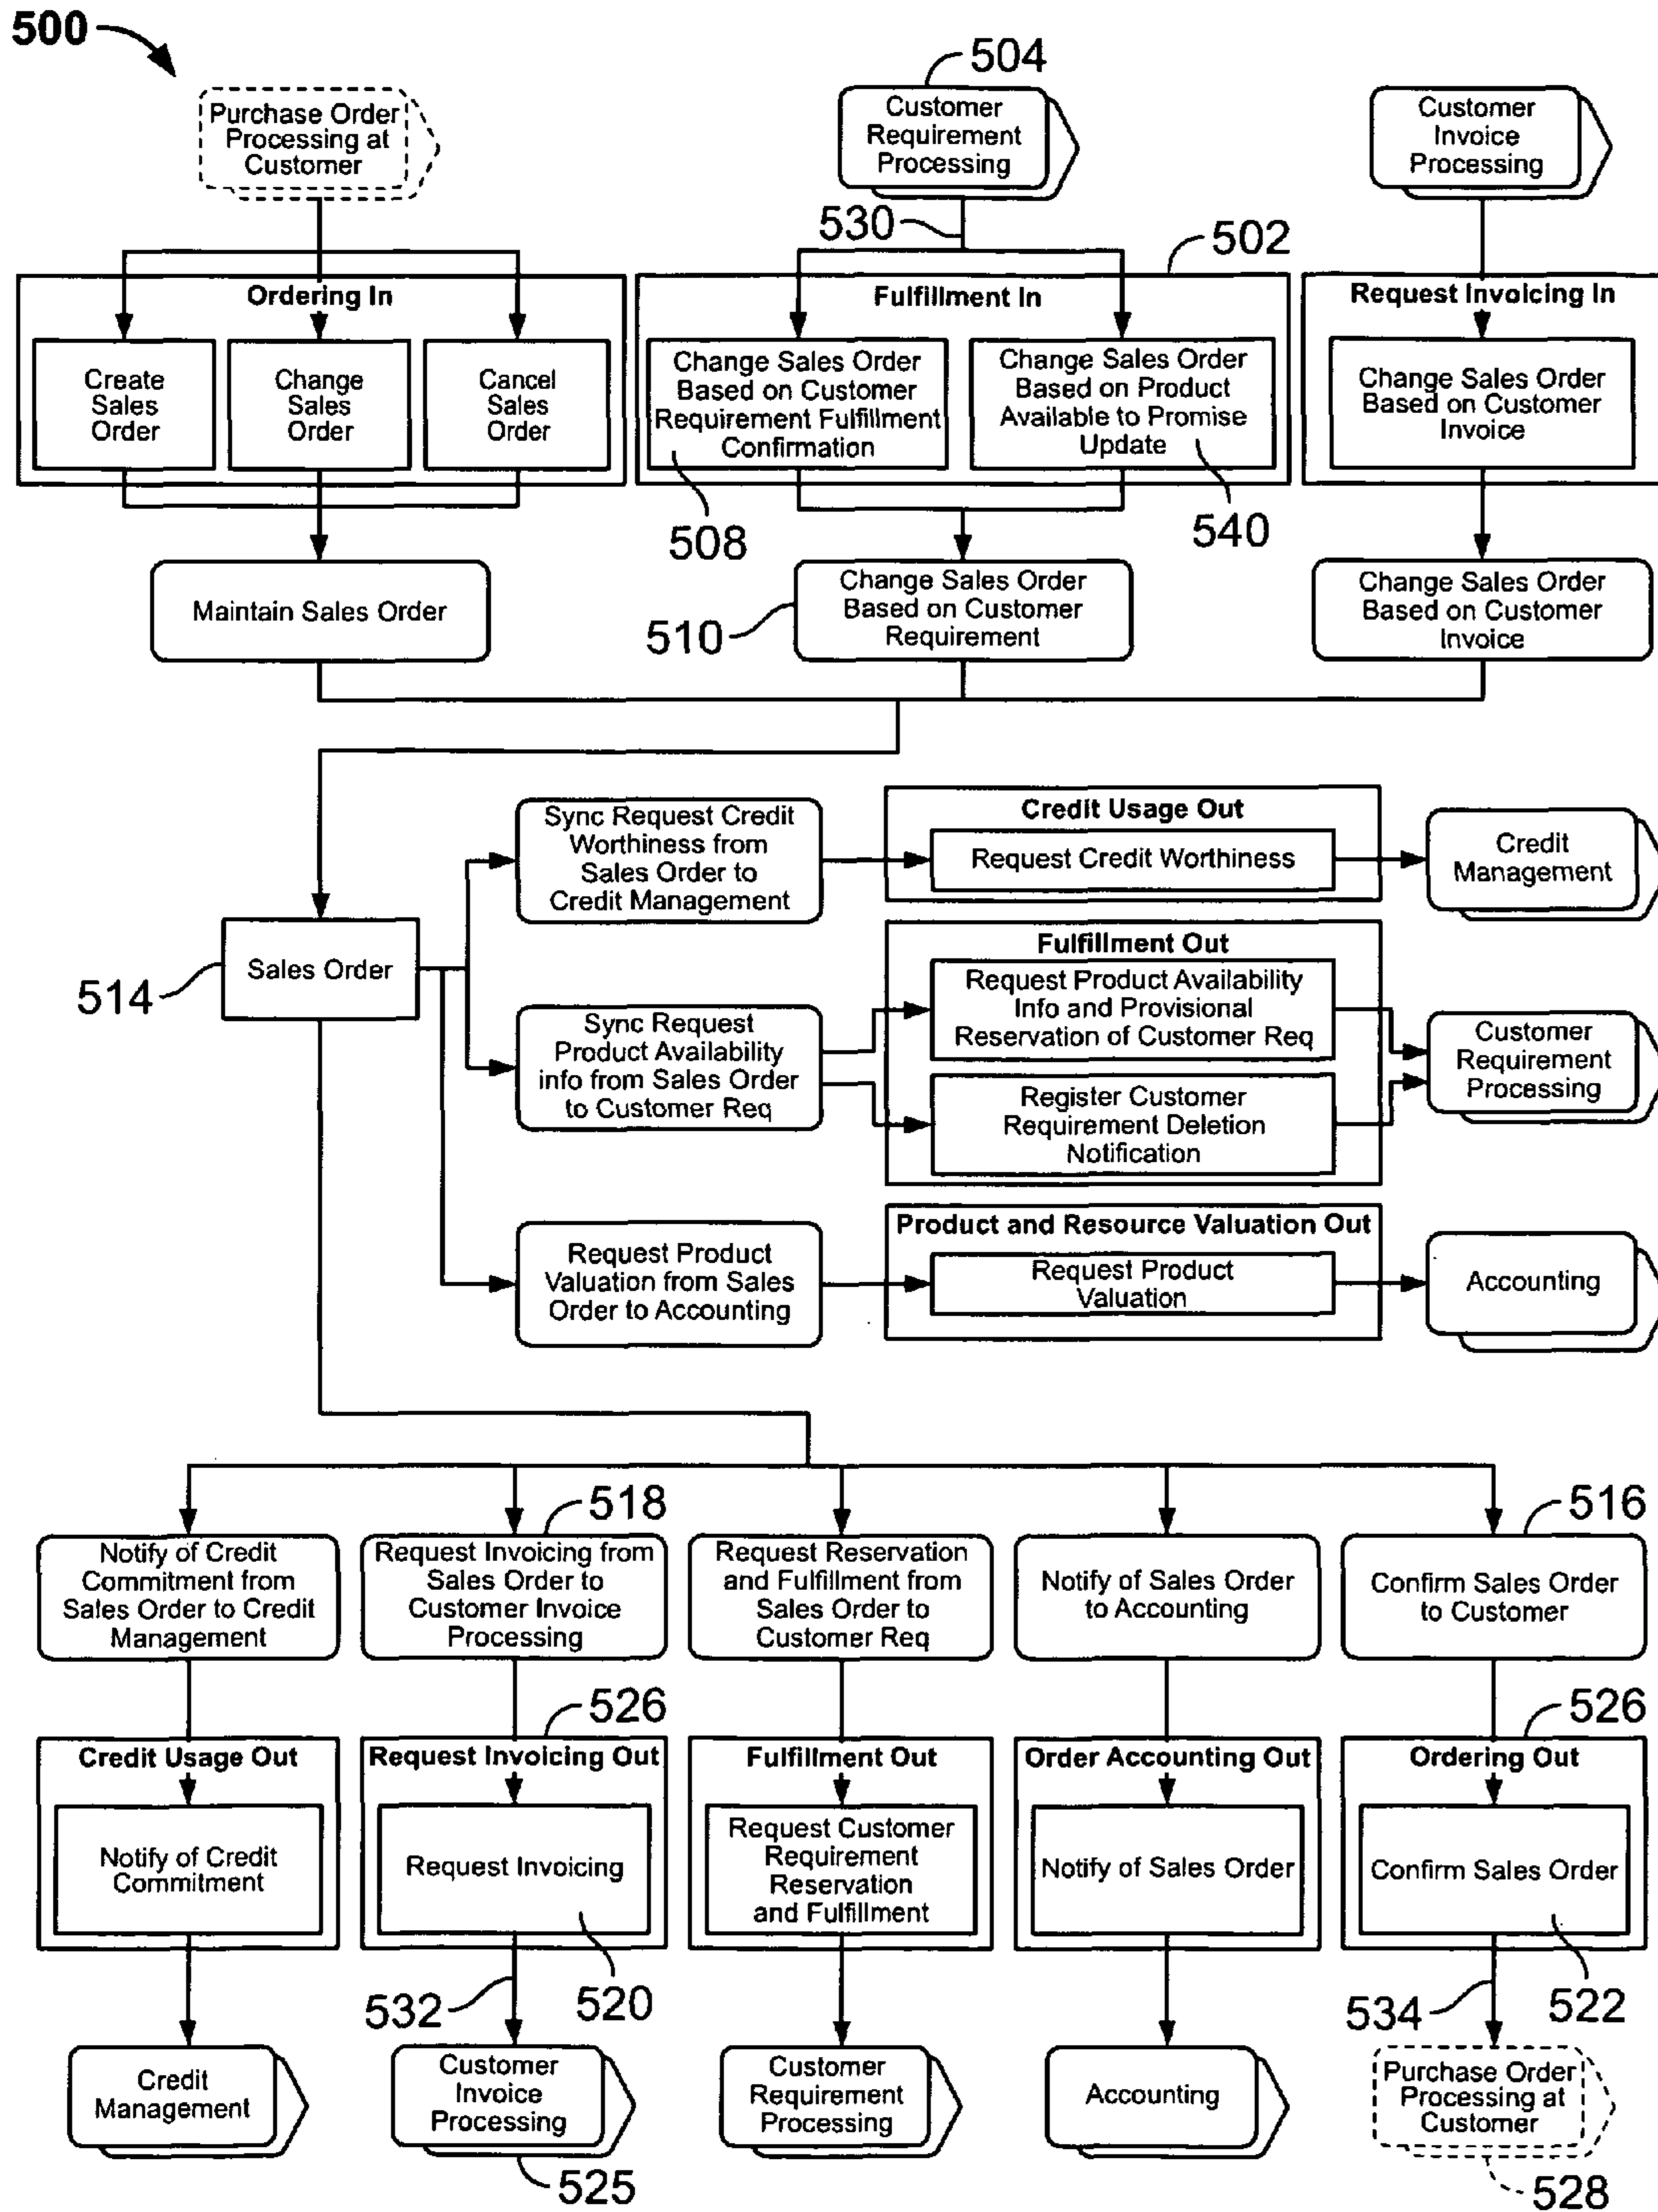 500
Purchase Order
Processing at
Customer
504
Customer
Requirement
Processing
Customer
Invoice
Processing
530
502
Ordering In
Create
Sales
Order
Change
Sales
Order
Cancel
Sales
Order
Fulfillment In
Change Sales Order
Based on Customer
Requirement Fulfillment
Confirmation
Change Sales Order
Based on Product
Available to Promise
Update
Request Invoicing In
Change Sales Order
Based on Customer
Invoice
508
540
Maintain Sales Order
510
Change Sales Order
Based on Customer
Requirement
Change Sales Order
Based on Customer
Invoice
514
Sales Order
Sync Request Credit
Worthiness from
Sales Order to
Credit Management
Credit Usage Out
Request Credit Worthiness
Credit
Management
Sync Request
Product Availability
info from Sales Order
to Customer Req
Fulfillment Out
Request Product Availability
Info and Provisional
Reservation of Customer Req
Register Customer
Requirement Deletion
Notification
Customer
Requirement
Processing
Request Product
Valuation from Sales
Order to Accounting
Product and Resource Valuation Out
Request Product
Valuation
Accounting
518
516
Notify of Credit
Commitment from
Sales Order to Credit
Management
Request Invoicing from
Sales Order to
Customer Invoice
Processing
Request Reservation
and Fulfillment from
Sales Order to
Customer Req
Notify of Sales Order
to Accounting
Confirm Sales Order
to Customer
526
526
Credit Usage Out
Notify of Credit
Commitment
Request Invoicing Out
Request Invoicing
Fulfillment Out
Request Customer
Requirement
Reservation
and Fulfillment
Order Accounting Out
Notify of Sales Order
Ordering Out
Confirm Sales Order
532
520
534
522
Credit
Management
Customer
Invoice
Processing
Customer
Requirement
Processing
Accounting
Purchase Order
Processing at
Customer
525
528